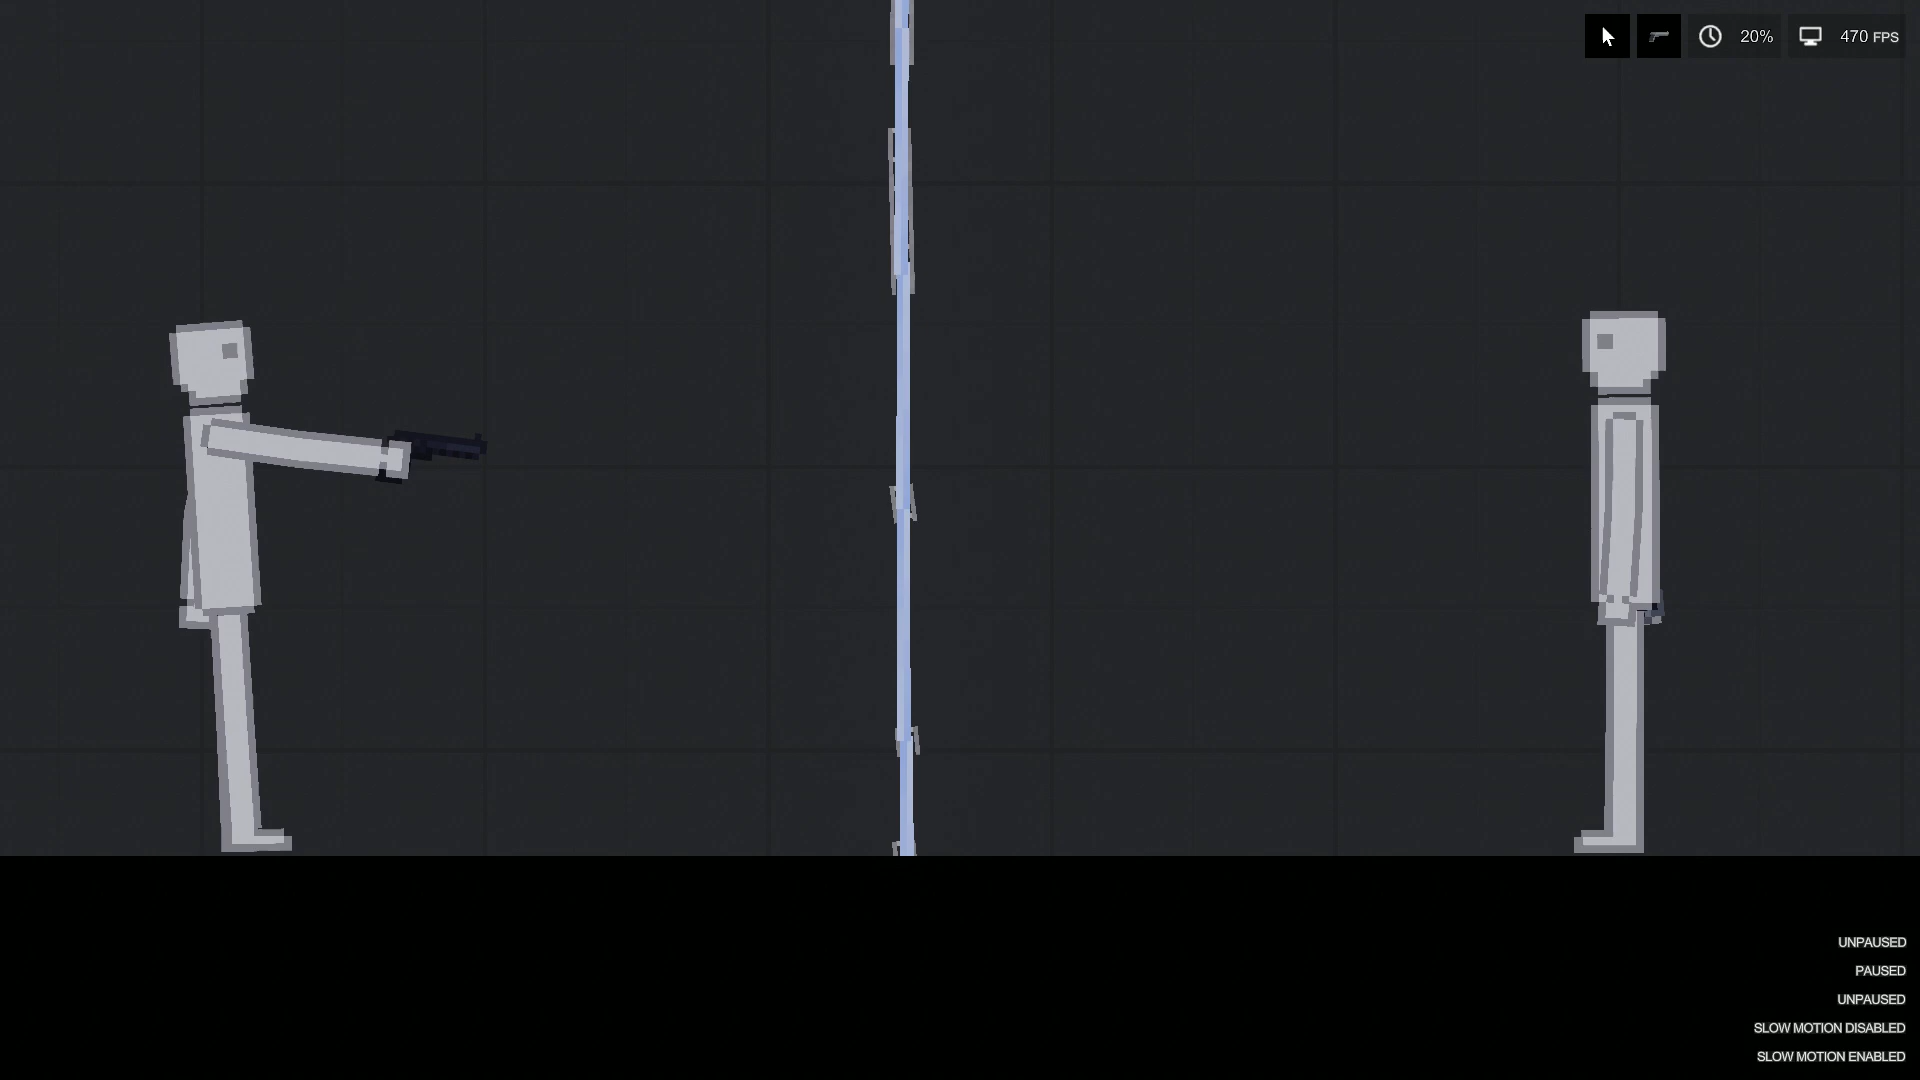 20%
470 FPS
UNPAUSED
PAUSED
UNPAUSED
SLOW MOTION DISABLED
SLOW MOTION ENABLED